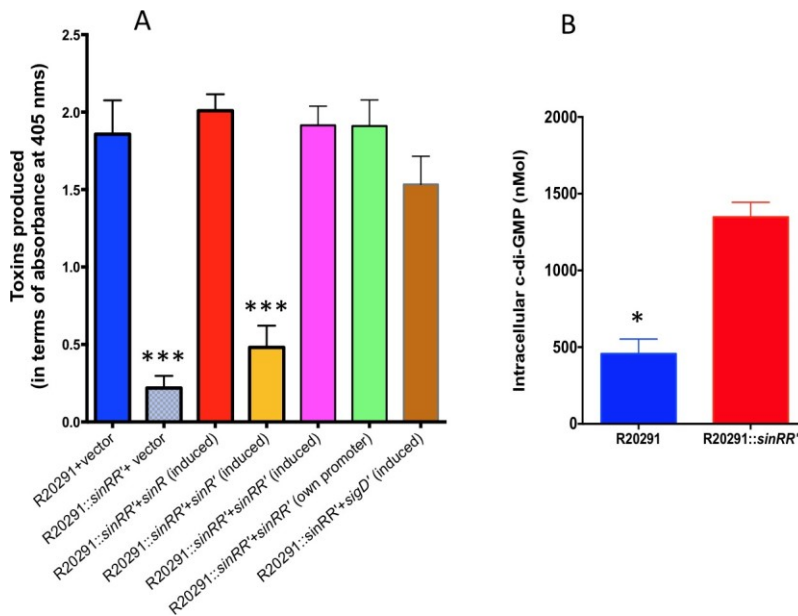 A
Toxins produced
(in terms of absorbance at 405 nms)
2.5
2.0
1.5
1.0
0.5
0.0
***
***
R20291+vector
R20291::sinRR'+ vector
R20291::sinRR'+sinR (induced)
R20291::sinRR'+sinR' (induced)
R20291::sinRR'+sinRR' (induced)
R20291::sinRR'+sinRR' (own promoter)
R20291::sinRR'+sigD' (induced)
B
Intracellular c-di-GMP (nMol)
2000
1500
1000
500
0
*
R20291
R20291::sinRR'